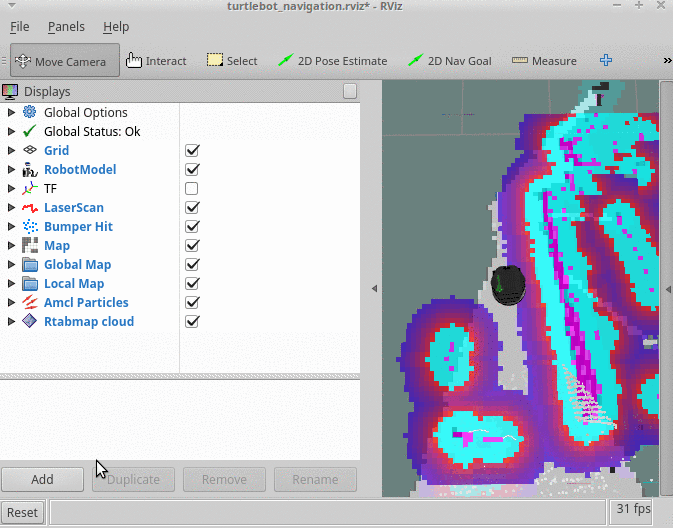 turtlebot_navigation.rviz* - RViz
File Panels Help
Move Camera Interact Select 2D Pose Estimate 2D Nav Goal Measure
Displays
Global Options
Global Status: Ok
Grid
RobotModel
TF
LaserScan
Bumper Hit
Map
Global Map
Local Map
Amcl Particles
Rtabmap cloud
Add Duplicate Remove Rename
Reset 31 fps